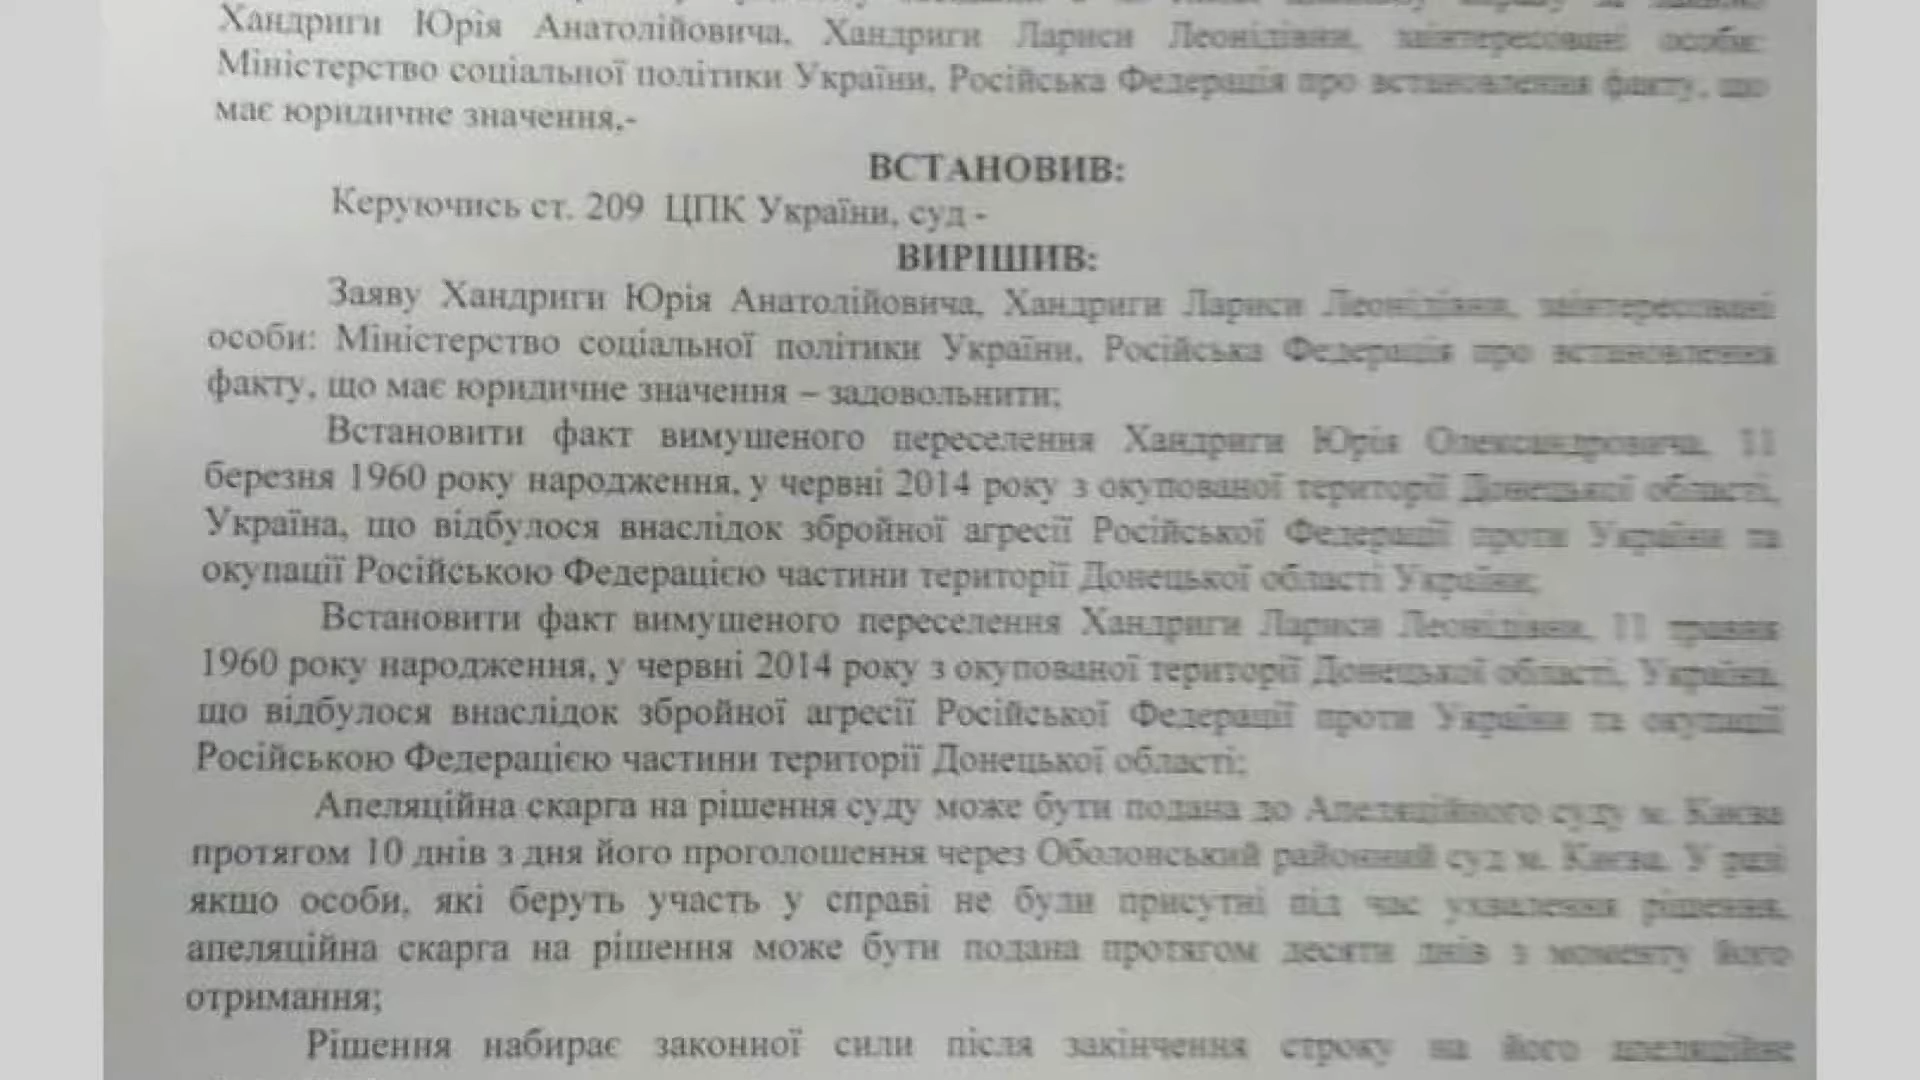 Хандриги Юрія Анатолійовича, Хандриги Лариси Леонідівни, заінтересовані особи:
Міністерство соціальної політики України, Російська Федерація про встановлення факту, що
має юридичне значення,-
ВСТАНОВИВ:
Керуючись ст. 209 ЦПК України, суд -
ВИРІШИВ:
Заяву Хандриги Юрія Анатолійовича, Хандриги Лариси Леонідівни, заінтересовані
особи: Міністерство соціальної політики України, Російська Федерація про встановлення
факту, що має юридичне значення – задовольнити;
Встановити факт вимушеного переселення Хандриги Юрія Олександровича, 11
березня 1960 року народження, у червні 2014 року з окупованої території Донецької області,
Україна, що відбулося внаслідок збройної агресії Російської Федерації проти України та
окупації Російською Федерацією частини території Донецької області України;
Встановити факт вимушеного переселення Хандриги Лариси Леонідівни, 11 травня
1960 року народження, у червні 2014 року з окупованої території Донецької області, Україна,
що відбулося внаслідок збройної агресії Російської Федерації проти України та окупації
Російською Федерацією частини території Донецької області;
Апеляційна скарга на рішення суду може бути подана до Апеляційного суду м. Києва
протягом 10 днів з дня його проголошення через Оболонський районний суд м. Києва. У разі
якщо особи, які беруть участь у справі не були присутні під час ухвалення рішення,
апеляційна скарга на рішення може бути подана протягом десяти днів з моменту його
отримання;
Рішення набирає законної сили після закінчення строку на його апеляційне